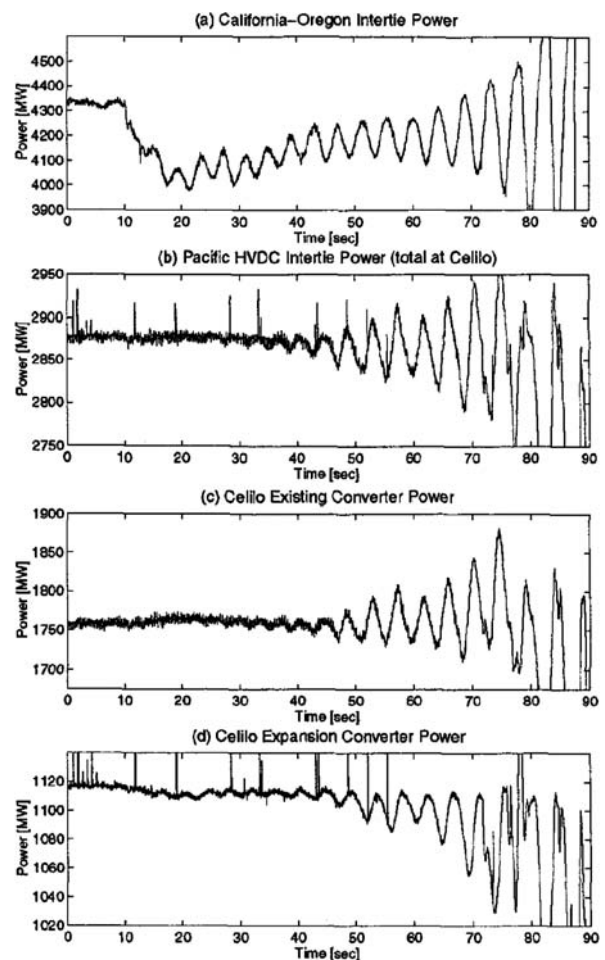 (a) California-Oregon Intertie Power
Power [MW]
4500
4400
4300
4200
4100
4000
3900
0 10 20 30 40 50 60 70 80 90
Time [sec]
(b) Pacific HVDC Intertie Power (total at Celilo)
Power [MW]
2950
2900
2850
2800
2750
0 10 20 30 40 50 60 70 80 90
Time [sec]
(c) Celilo Existing Converter Power
Power [MW]
1900
1850
1800
1750
1700
0 10 20 30 40 50 60 70 80 90
Time [sec]
(d) Celilo Expansion Converter Power
Power [MW]
1120
1100
1080
1060
1040
1020
0 10 20 30 40 50 60 70 80 90
Time [sec]